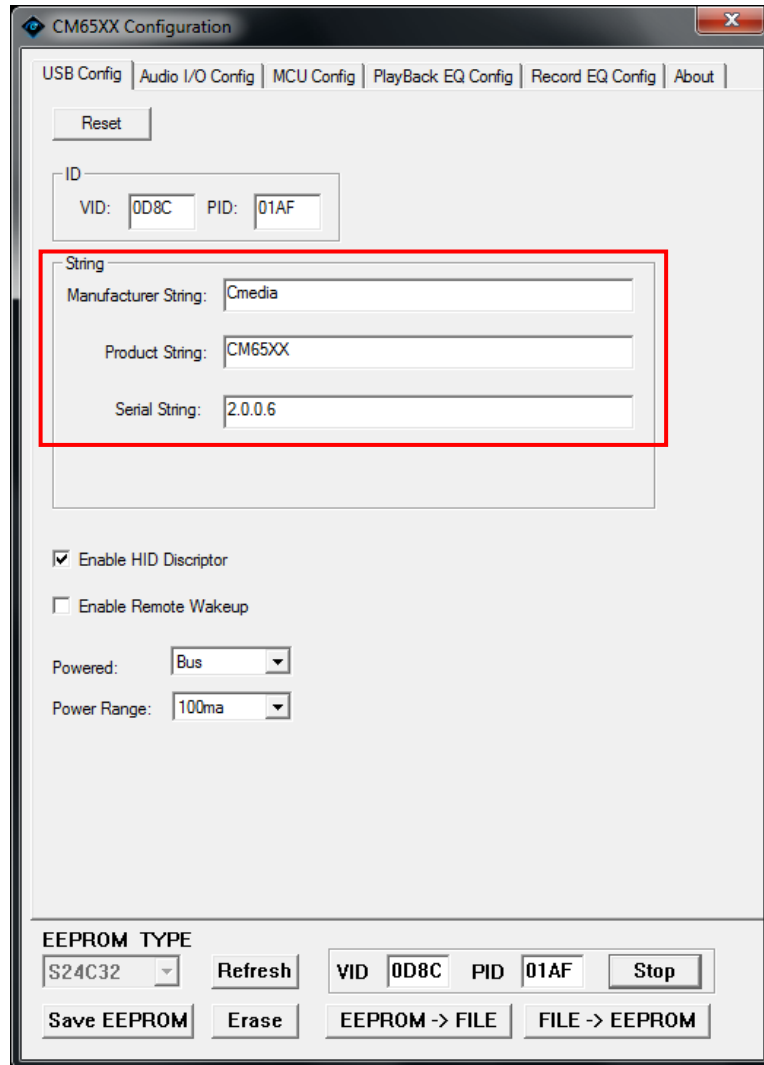 CM65XX Configuration
X
USB Config Audio I/O Config MCU Config PlayBack EQ Config Record EQ Config About
Reset
ID
VID: 0D8C PID: 01AF
String
Manufacturer String: Cmedia
Product String: CM65XX
Serial String: 2.0.0.6
Enable HID Discriptor
Enable Remote Wakeup
Powered: Bus
Power Range: 100ma
EEPROM TYPE
S24C32 Refresh VID 0D8C PID 01AF Stop
Save EEPROM Erase EEPROM -> FILE FILE -> EEPROM